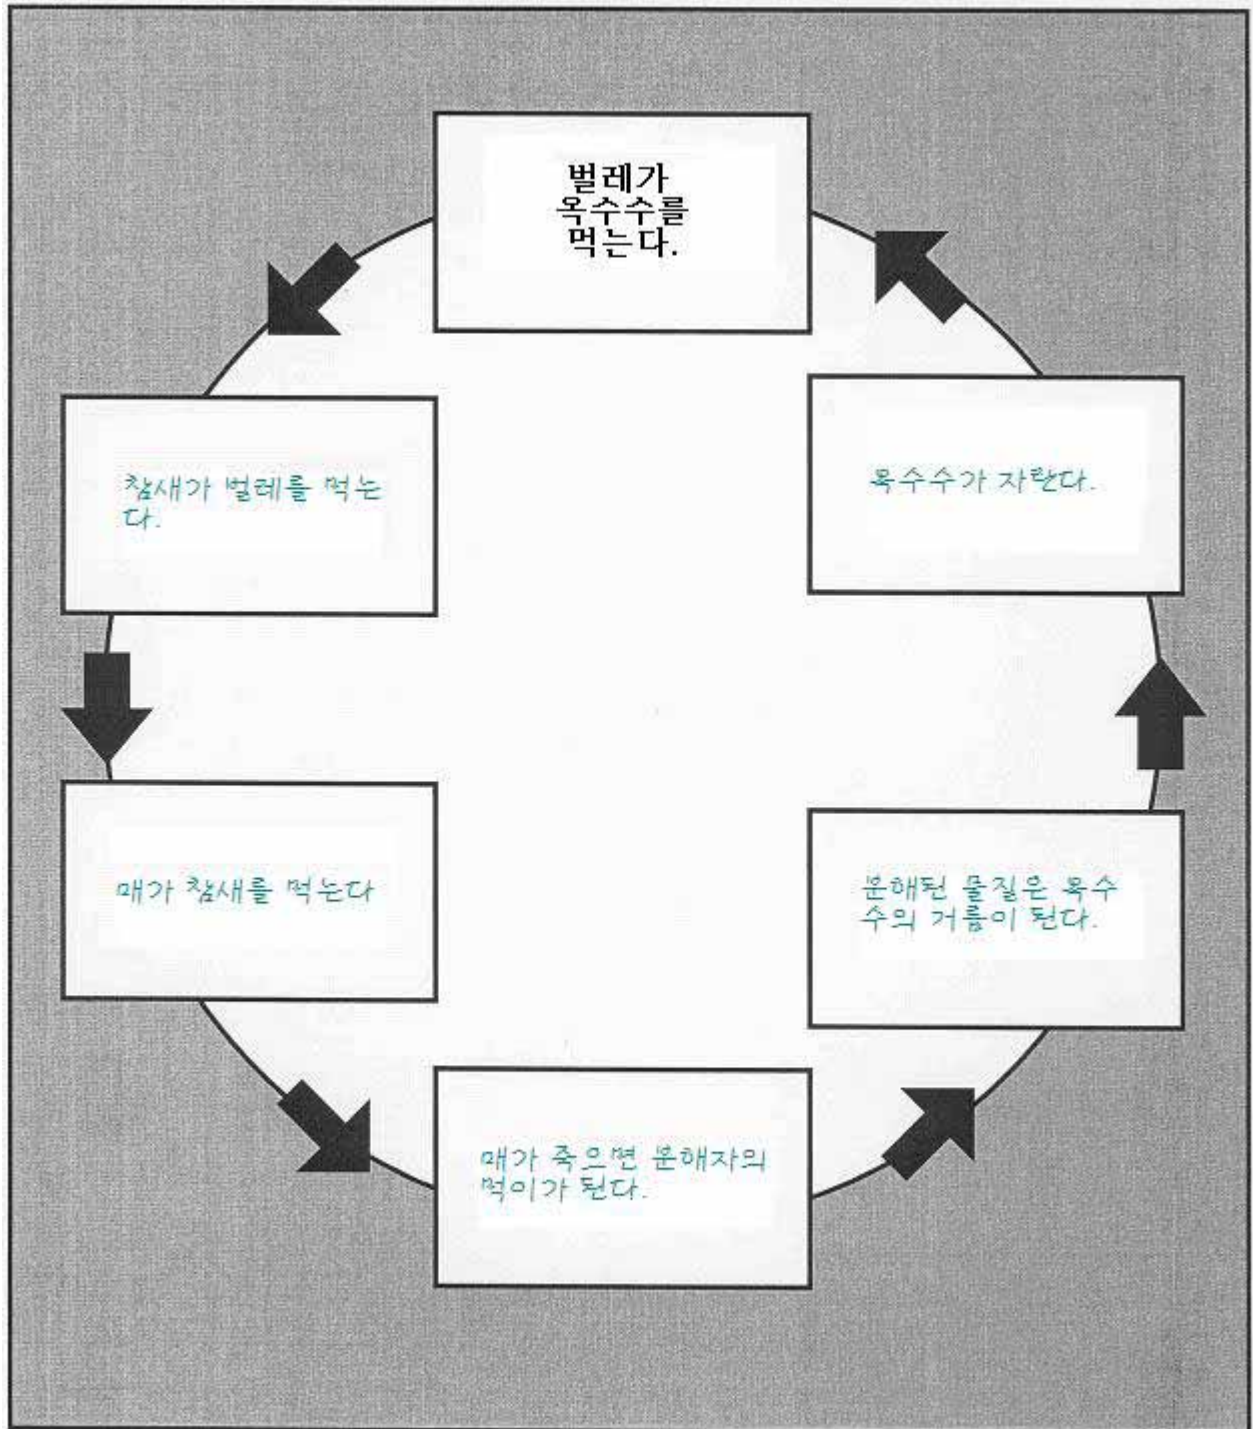 벌레가
옥수수를
먹는다.
참새가 벌레를 먹는
다.
매가 참새를 먹는다
매가 죽으면 분해자의
먹이가 된다.
분해된 물질은 옥수
수의 거름이 된다.
옥수수가 자란다.